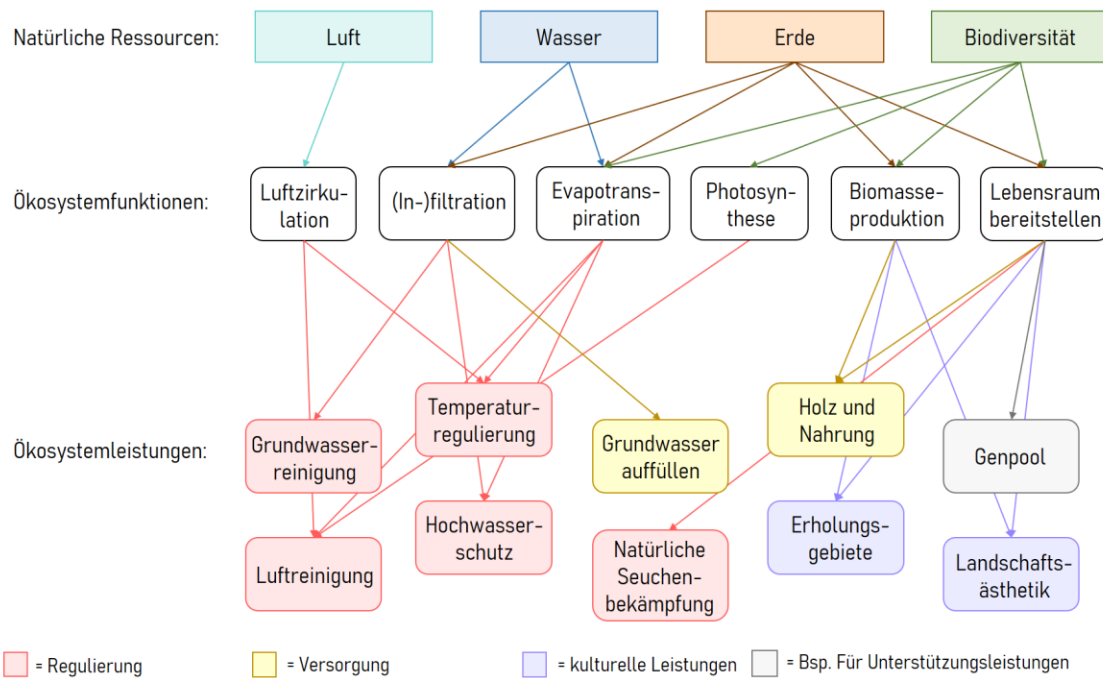 Natürliche Ressourcen:
Luft
Wasser
Erde
Biodiversität
Ökosystemfunktionen:
Luftzirku-
lation
(In-)filtration
Evapotrans-
piration
Photosyn-
these
Biomasse-
produktion
Lebensraum
bereitstellen
Ökosystemleistungen:
Grundwasser-
reinigung
Temperatur-
regulierung
Grundwasser
auffüllen
Holz und
Nahrung
Genpool
Luftreinigung
Hochwasser-
schutz
Natürliche
Seuchen-
bekämpfung
Erholungs-
gebiete
Landschafts-
ästhetik
= Regulierung
= Versorgung
= kulturelle Leistungen
= Bsp. Für Unterstützungsleistungen